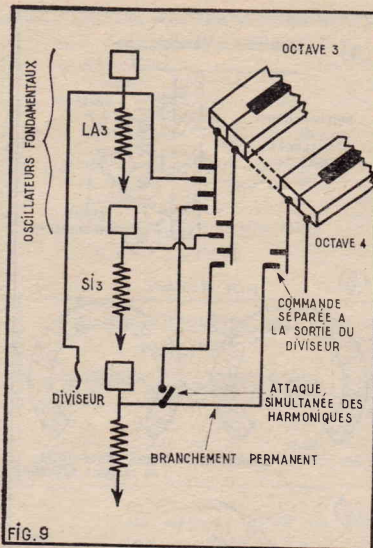 OCTAVE 3
OSCILLATEURS FONDAMENTAUX
LA3
OCTAVE 4
Si3
COMMANDE
SÉPARÉE A
LA SORTIE DU
DiVISEUR
DiVISEUR
ATTAQUE
SIMULTANÉE DES
HARMONIQUES
BRANCHEMENT PERMANENT
FiG.9